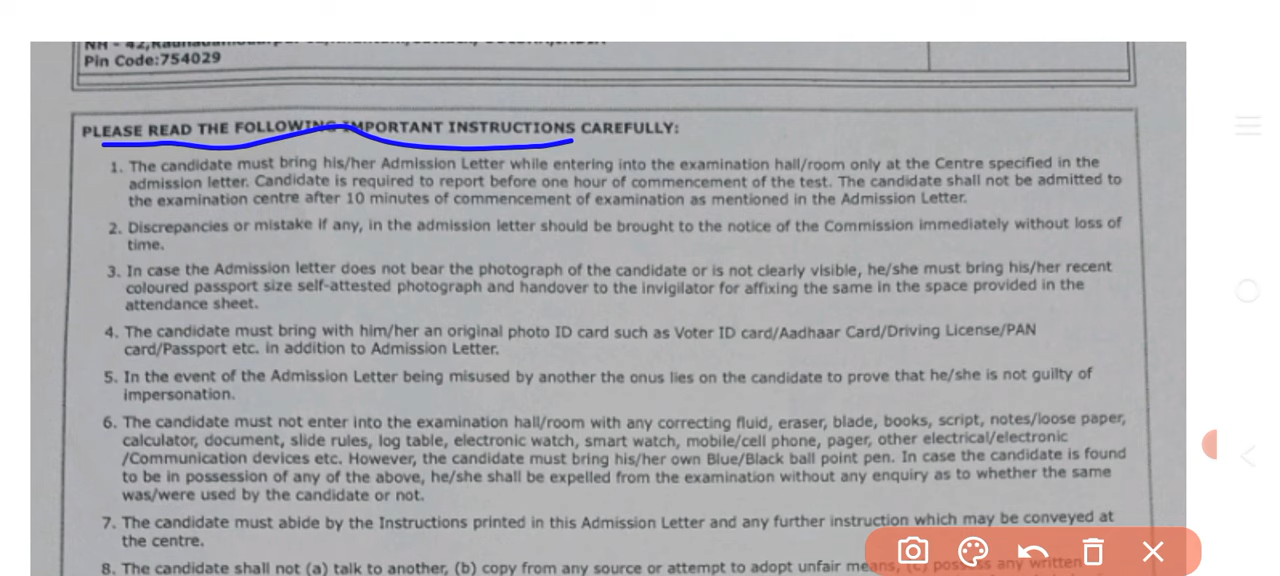 Pin Code:754029
PLEASE READ THE FOLLOWING IMPORTANT INSTRUCTIONS CAREFULLY:
1. The candidate must bring his/her Admission Letter while entering into the examination hall/room only at the Centre specified in the
admission letter. Candidate is required to report before one hour of commencement of the test. The candidate shall not be admitted to
the examination centre after 10 minutes of commencement of examination as mentioned in the Admission Letter.
2. Discrepancies or mistake if any, in the admission letter should be brought to the notice of the Commission immediately without loss of
time.
3. In case the Admission letter does not bear the photograph of the candidate or is not clearly visible, he/she must bring his/her recent
coloured passport size self-attested photograph and handover to the invigilator for affixing the same in the space provided in the
attendance sheet.
4. The candidate must bring with him/her an original photo ID card such as Voter ID card/Aadhaar Card/Driving License/PAN
card/Passport etc. in addition to Admission Letter.
5. In the event of the Admission Letter being misused by another the onus lies on the candidate to prove that he/she is not guilty of
impersonation.
6. The candidate must not enter into the examination hall/room with any correcting fluid, eraser, blade, books, script, notes/loose paper,
calculator, document, slide rules, log table, electronic watch, smart watch, mobile/cell phone, pager, other electrical/electronic
/Communication devices etc. However, the candidate must bring his/her own Blue/Black ball point pen. In case the candidate is found
to be in possession of any of the above, he/she shall be expelled from the examination without any enquiry as to whether the same
was/were used by the candidate or not.
7. The candidate must abide by the Instructions printed in this Admission Letter and any further instruction which may be conveyed at
the centre.
8. The candidate shall not (a) talk to another, (b) copy from any source or attempt to adopt unfair means, (c) possess any written